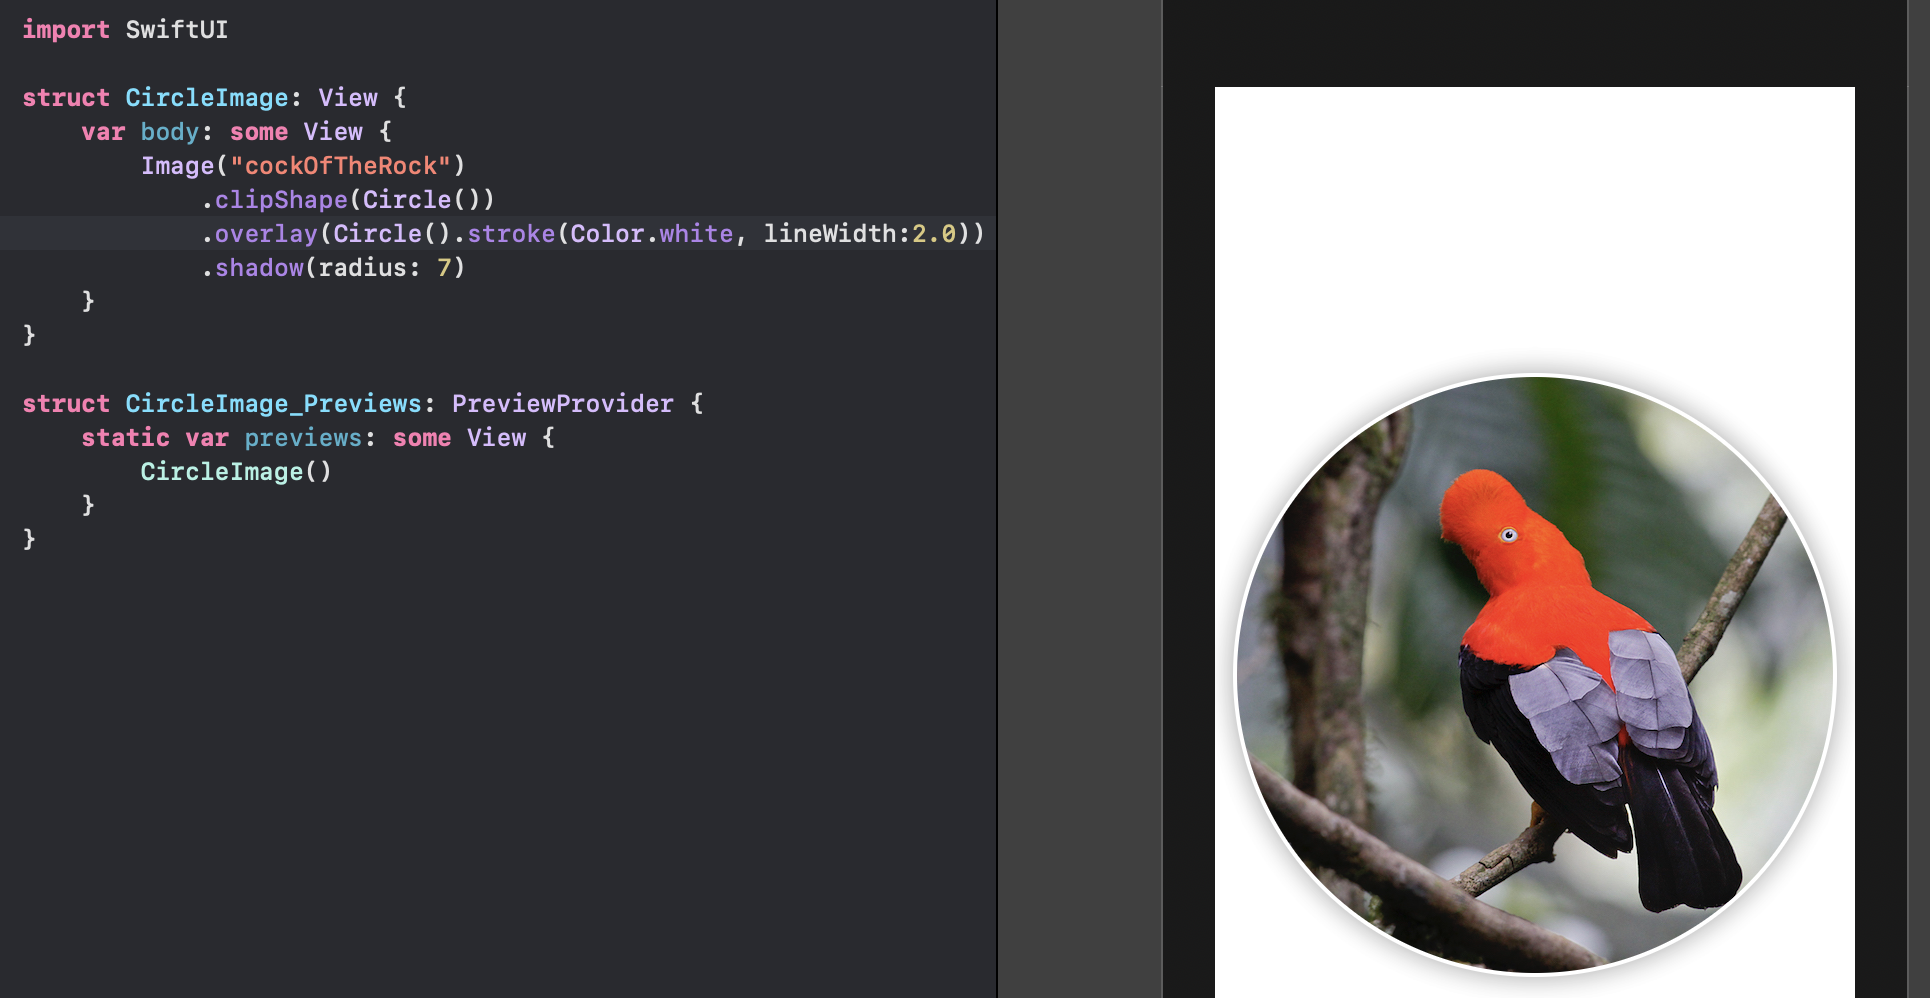 import SwiftUI
struct CircleImage: View {
var body: some View {
Image("cockOfTheRock")
.clipShape(Circle())
.overlay(Circle().stroke(Color.white, lineWidth:2.0))
.shadow(radius: 7)
}
}
struct CircleImage_Previews: PreviewProvider {
static var previews: some View {
CircleImage()
}
}